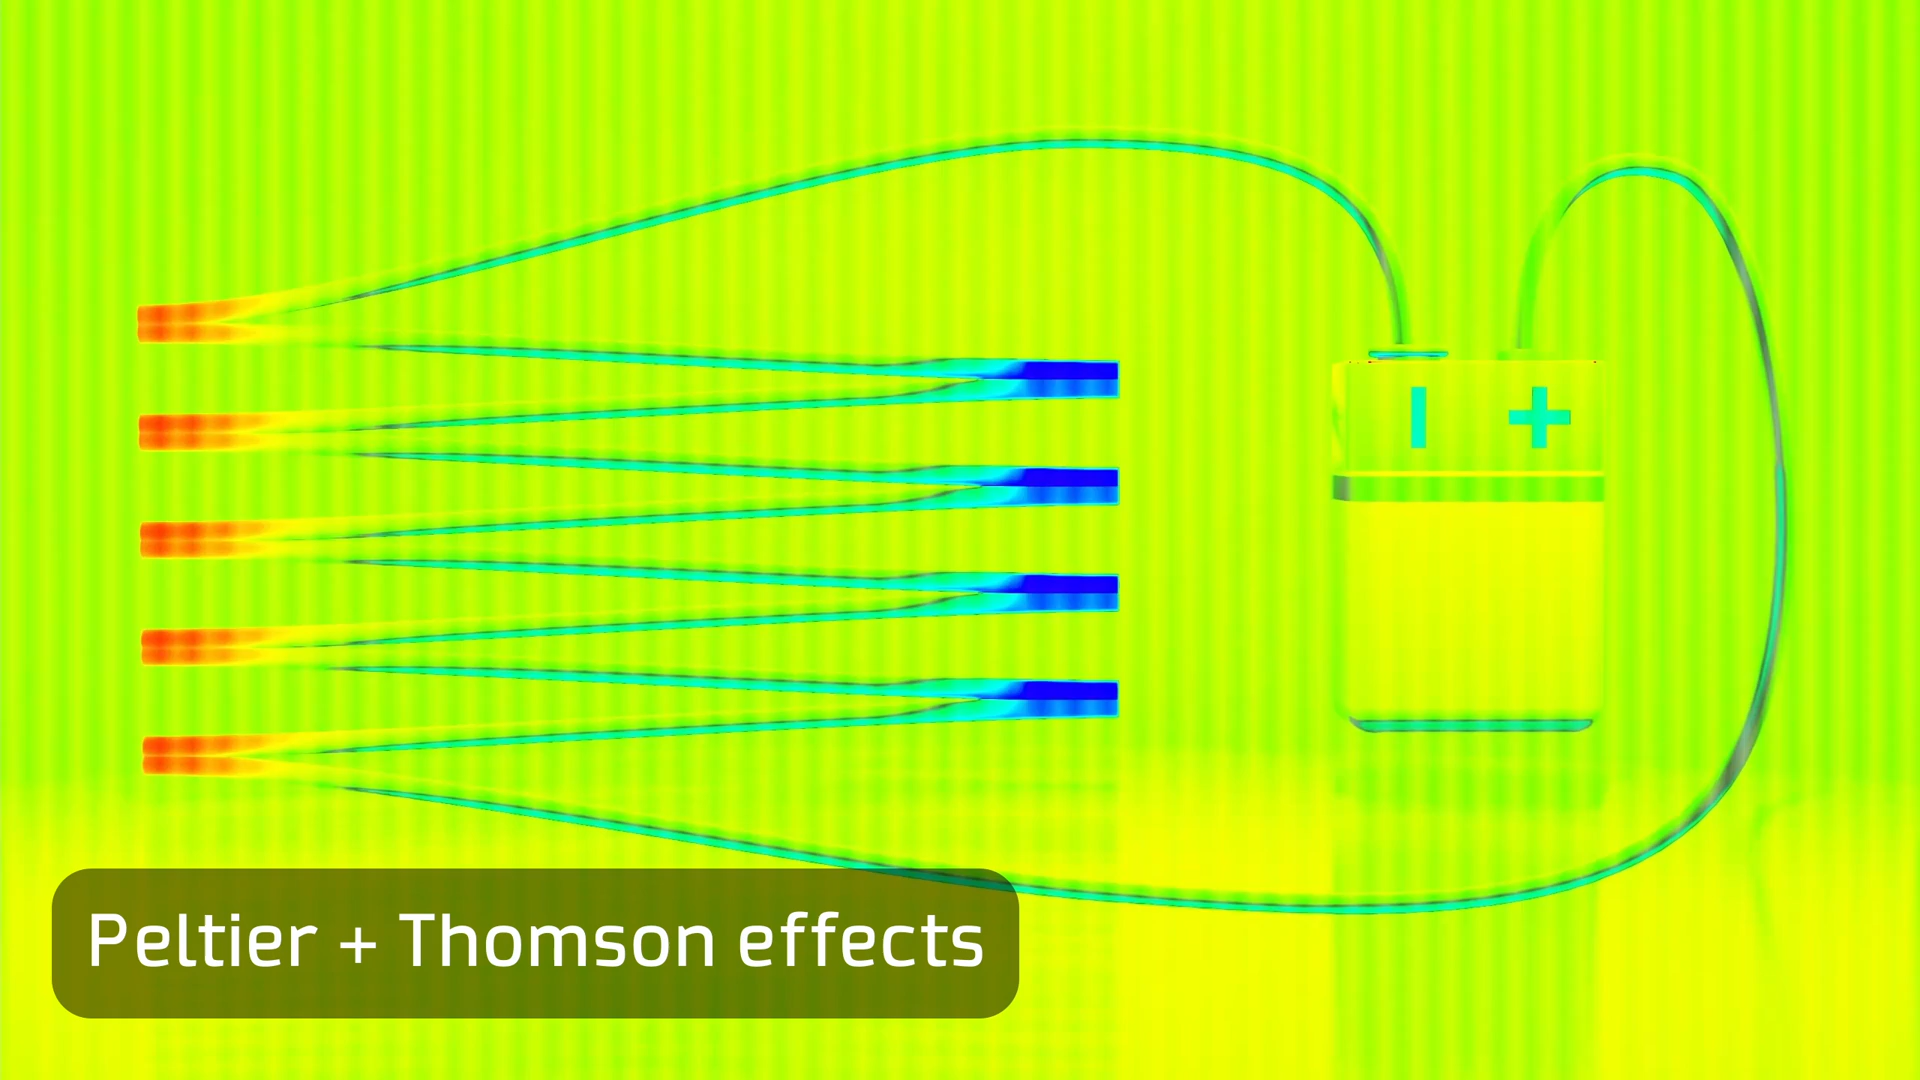 − +
Peltier + Thomson effects